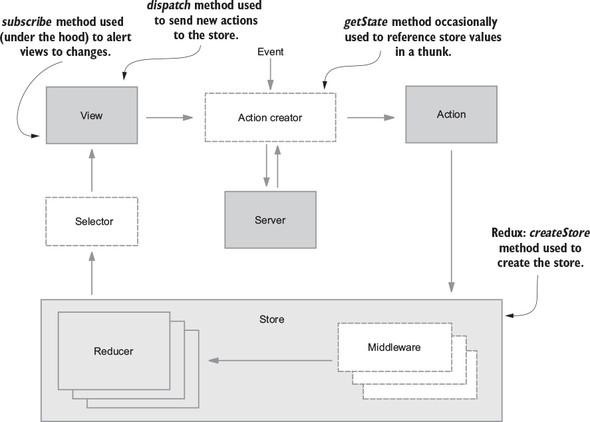 subscribe method used
(under the hood) to alert
views to changes.
dispatch method used
to send new actions
to the store.
getState method occasionally
used to reference store values
in a thunk.
Event
View
Action creator
Action
Selector
Server
Redux: createStore
method used to
create the store.
Store
Reducer
Middleware